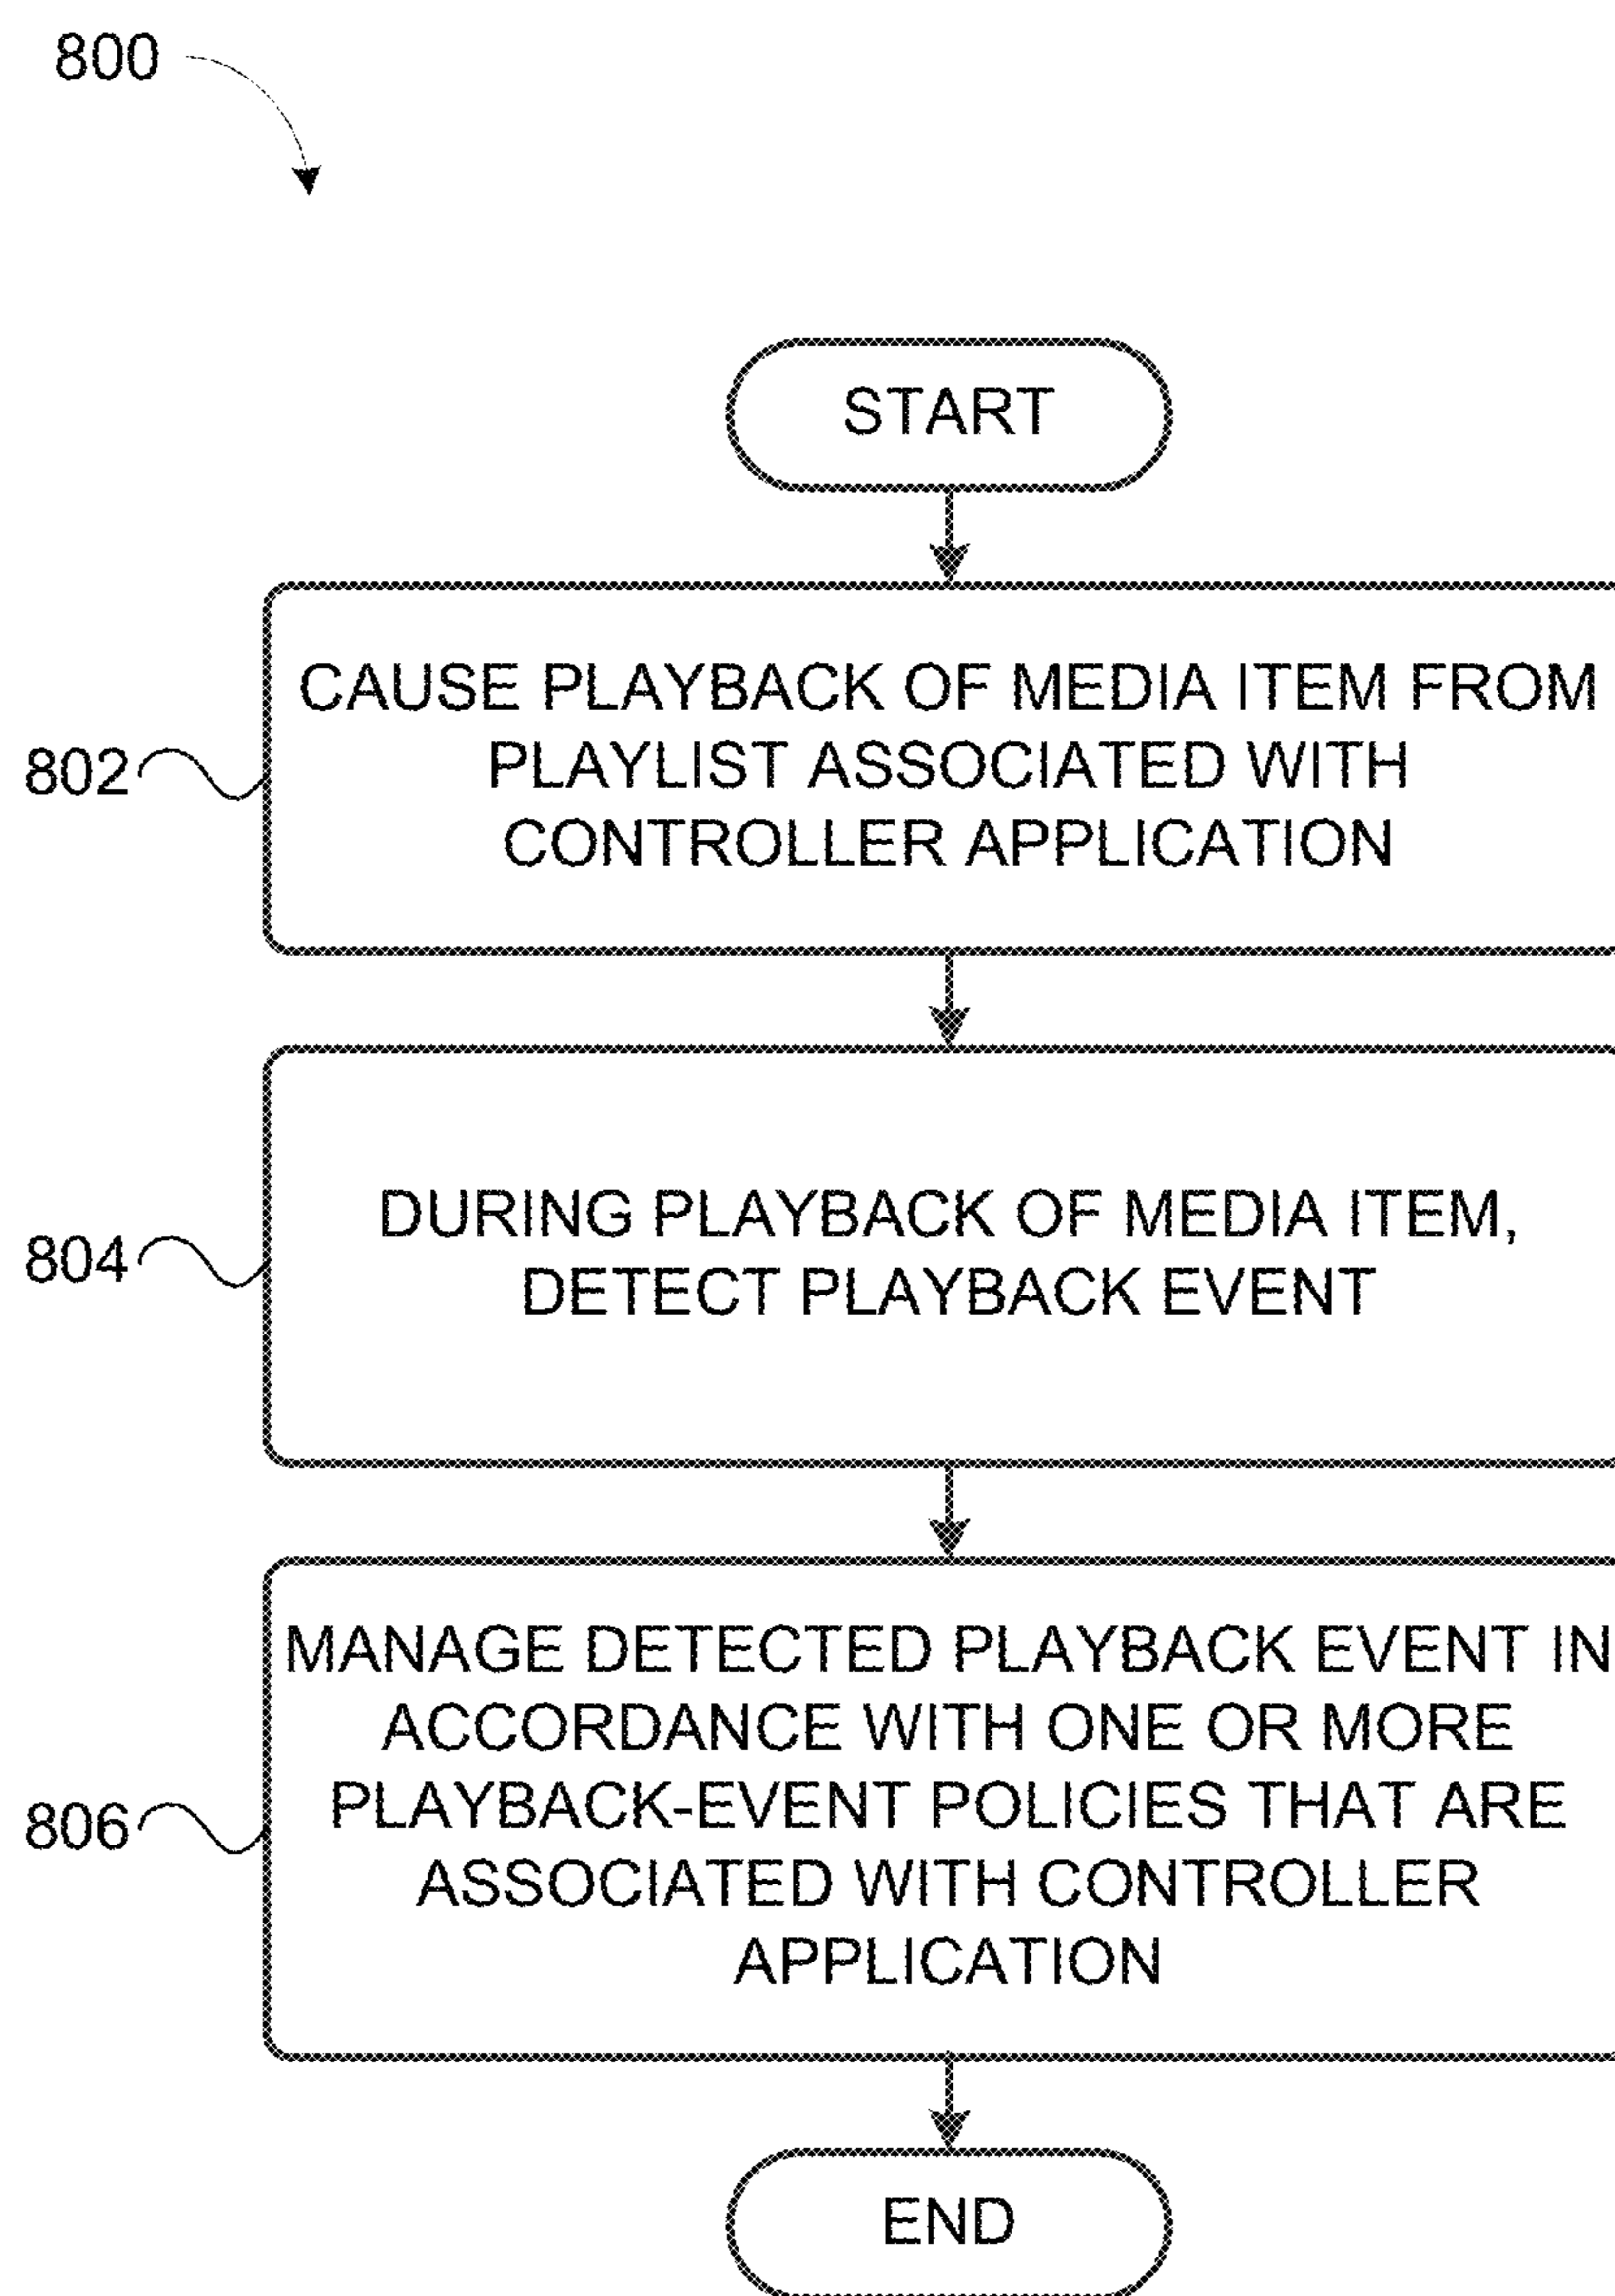 800
START
CAUSE PLAYBACK OF MEDIA ITEM FROM
PLAYLIST ASSOCIATED WITH
CONTROLLER APPLICATION
802
DURING PLAYBACK OF MEDIA ITEM,
DETECT PLAYBACK EVENT
804
MANAGE DETECTED PLAYBACK EVENT IN
ACCORDANCE WITH ONE OR MORE
PLAYBACK-EVENT POLICIES THAT ARE
ASSOCIATED WITH CONTROLLER
APPLICATION
806
END